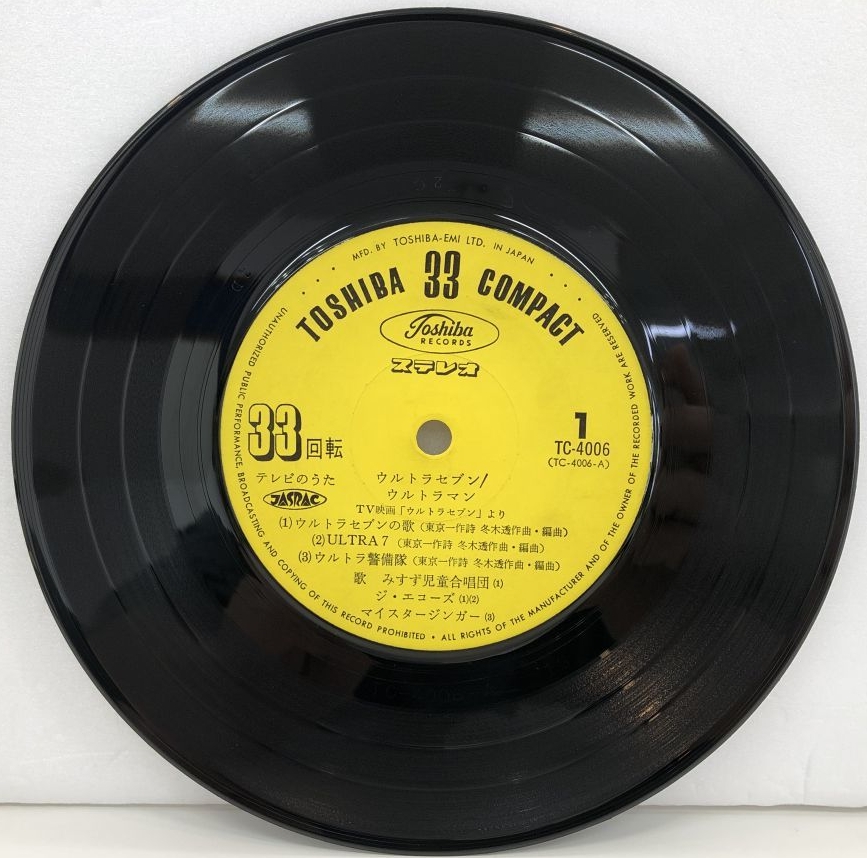 MFD. BY TOSHIBA-EMI LTD. IN JAPAN
TOSHIBA 33 COMPACT
Toshiba
RECORDS
ステレオ
33回転
1
TC-4006
(TC-4006-A)
テレビのうた
JASRAC
ウルトラセブン/
ウルトラマン
TV映画「ウルトラセブン」より
(1)ウルトラセブンの歌(東京一作詩 冬木透作曲・編曲)
(2)ULTRA 7 (東京一作詩 冬木透作曲・編曲)
(3)ウルトラ警備隊(東京一作詩 冬木透作曲・編曲)
歌 みすず児童合唱団(1)
ジ・エコーズ(1)(2)
マイスタージンガー(3)
UNAUTHORIZED PUBLIC PERFORMANCE, BROADCASTING AND COPYING OF THIS RECORD PROHIBITED • ALL RIGHTS OF THE MANUFACTURER AND OF THE OWNER OF THE RECORDED WORK ARE RESERVED